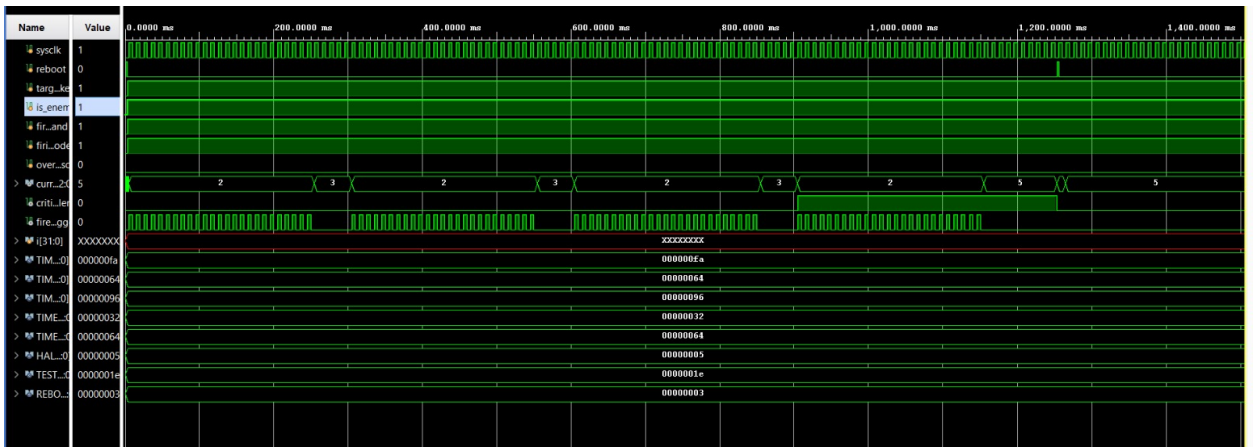 Name Value 0.0000 ms 200.0000 ms 400.0000 ms 600.0000 ms 800.0000 ms 1,000.0000 ms 1,200.0000 ms 1,400.0000 ms
sysclk 1
reboot 0
targ...ke 1
is_enem 1
fir...and 1
firi...ode 1
over...sc 0
curr...2:0 5 2 3 2 3 2 3 2 5 5
criti...ler 0
fire...gg 0
i[31:0] XXXXXXXX XXXXXXXX
TIM...:0] 000000fa 000000fa
TIM...:0] 00000064 00000064
TIM...:0] 00000096 00000096
TIME...:0 00000032 00000032
TIME...:0 00000064 00000064
HAL...:0] 00000005 00000005
TEST...:0 0000001e 0000001e
REBO...: 00000003 00000003